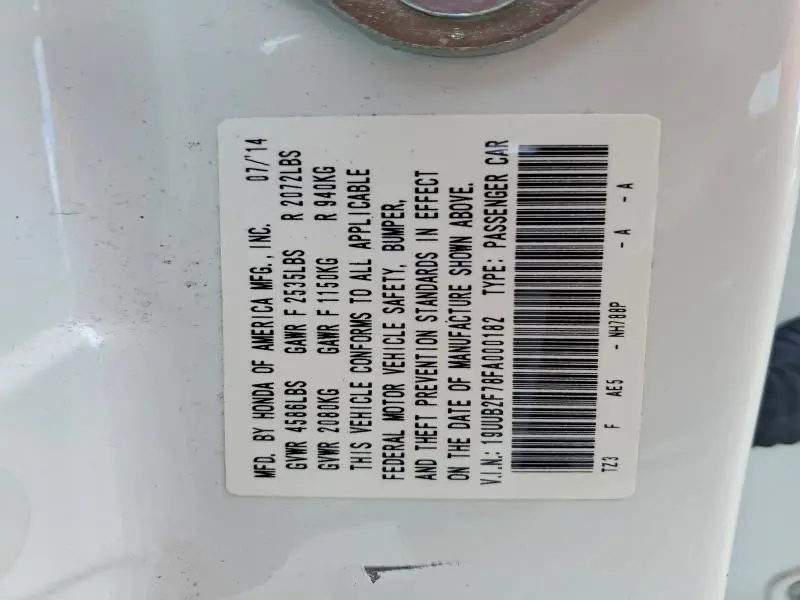 MFD. BY HONDA OF AMERICA MFG., INC. 07/'14
GVWR 4586LBS GAWR F 2535LBS R 2072LBS
GVWR 2080KG GAWR F 1150KG R 940KG
THIS VEHICLE CONFORMS TO ALL APPLICABLE
FEDERAL MOTOR VEHICLE SAFETY, BUMPER,
AND THEFT PREVENTION STANDARDS IN EFFECT
ON THE DATE OF MANUFACTURE SHOWN ABOVE.
V.I.N.: 19UUB2F78FA000182 TYPE: PASSENGER CAR
TZ3 F AE5 - NH788P - A - A